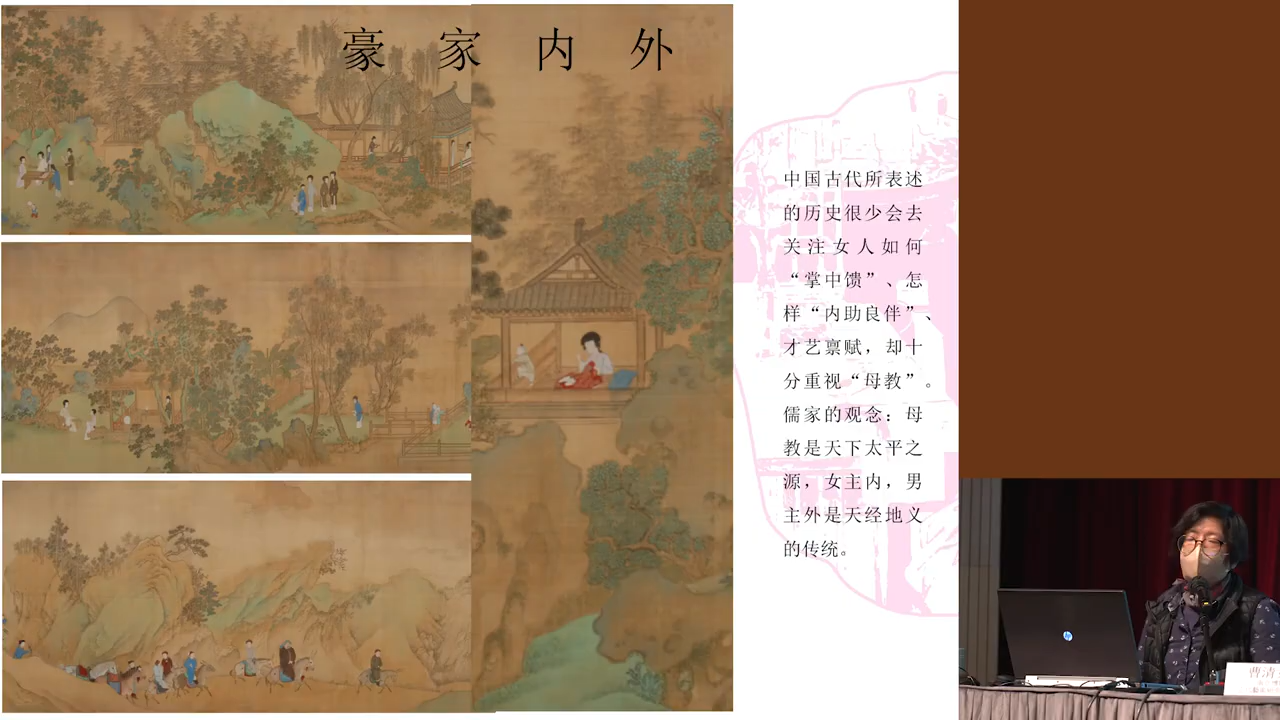 豪家内外
中国古代所表述
的历史很少会去
关注女人如何
“掌中馈”、怎
样“内助良伴”、
才艺禀赋，却十
分重视“母教”。
儒家的观念：母
教是天下太平之
源，女主内，男
主外是天经地义
的传统。
hp
曹清